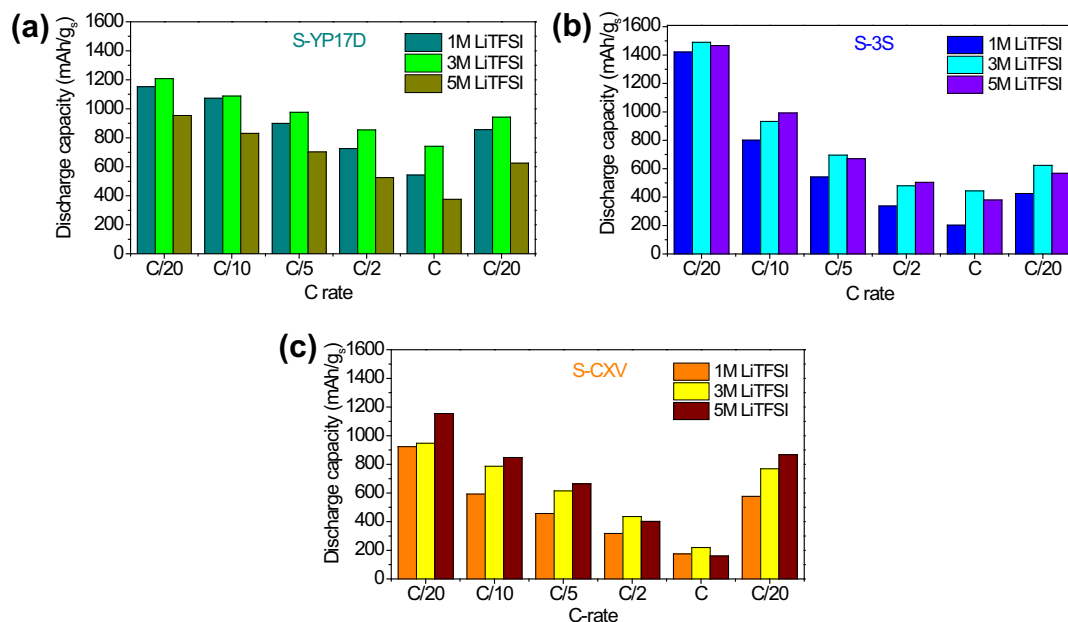 (a)
1600
1400
1200
1000
800
600
400
200
0
Discharge capacity (mAh/gs)
S-YP17D
1M LiTFSI
3M LiTFSI
5M LiTFSI
C/20 C/10 C/5 C/2 C C/20
C rate
(b)
1600
1400
1200
1000
800
600
400
200
0
Discharge capacity (mAh/gs)
S-3S
1M LiTFSI
3M LiTFSI
5M LiTFSI
C/20 C/10 C/5 C/2 C C/20
C rate
(c)
1600
1400
1200
1000
800
600
400
200
0
Discharge capacity (mAh/gs)
S-CXV
1M LiTFSI
3M LiTFSI
5M LiTFSI
C/20 C/10 C/5 C/2 C C/20
C-rate